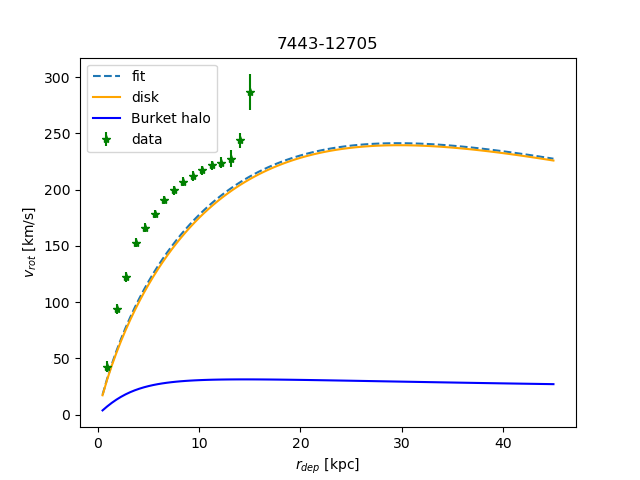 7443-12705
fit
disk
Burket halo
data
300
250
200
150
100
50
0
v_rot [km/s]
0 10 20 30 40
r_dep [kpc]